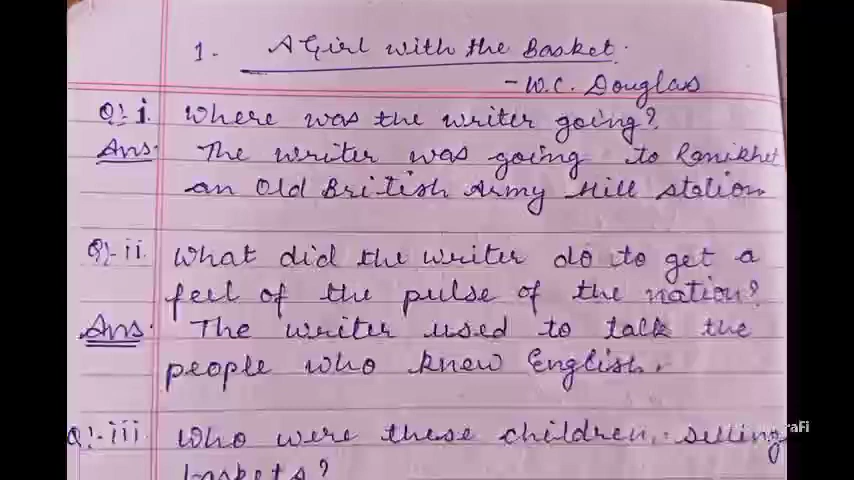 1. A Girl with the Basket.
- W.C. Douglas
Q:- i. Where was the writer going?
Ans: The writer was going to Ranikhet
an Old British Army Hill station.
Q:- ii. What did the writer do to get a
feel of the pulse of the nation?
Ans: The writer used to talk the
people who knew English.
Q:- iii. Who were these children, selling
baskets?